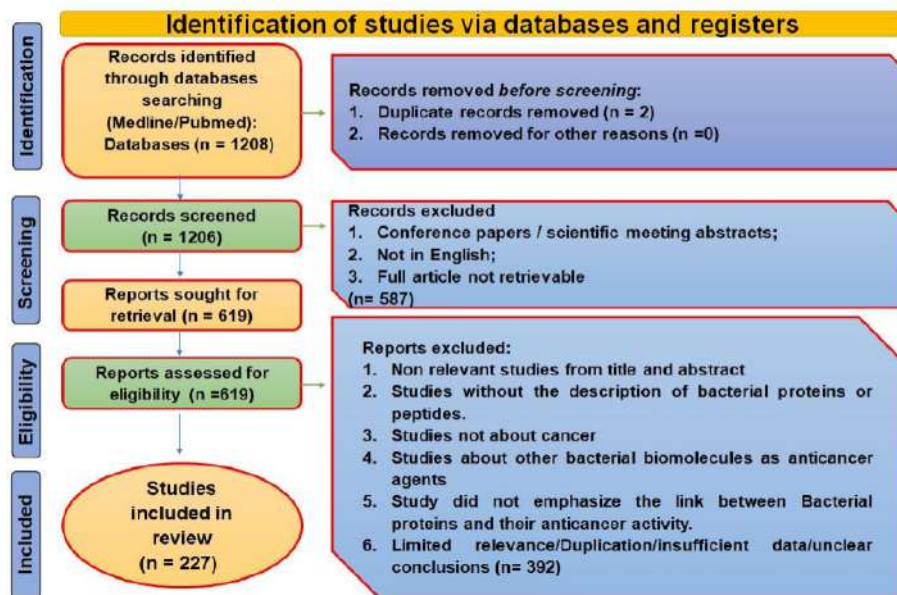 Identification of studies via databases and registers
Identification
Records identified
through databases
searching
(Medline/Pubmed):
Databases (n = 1208)
Records removed before screening:
1. Duplicate records removed (n = 2)
2. Records removed for other reasons (n =0)
Screening
Records screened
(n = 1206)
Records excluded
1. Conference papers / scientific meeting abstracts;
2. Not in English;
3. Full article not retrievable
(n= 587)
Reports sought for
retrieval (n = 619)
Eligibility
Reports assessed for
eligibility (n =619)
Reports excluded:
1. Non relevant studies from title and abstract
2. Studies without the description of bacterial proteins or
peptides.
3. Studies not about cancer
4. Studies about other bacterial biomolecules as anticancer
agents
5. Study did not emphasize the link between Bacterial
proteins and their anticancer activity.
6. Limited relevance/Duplication/insufficient data/unclear
conclusions (n= 392)
Included
Studies
included in
review
(n = 227)